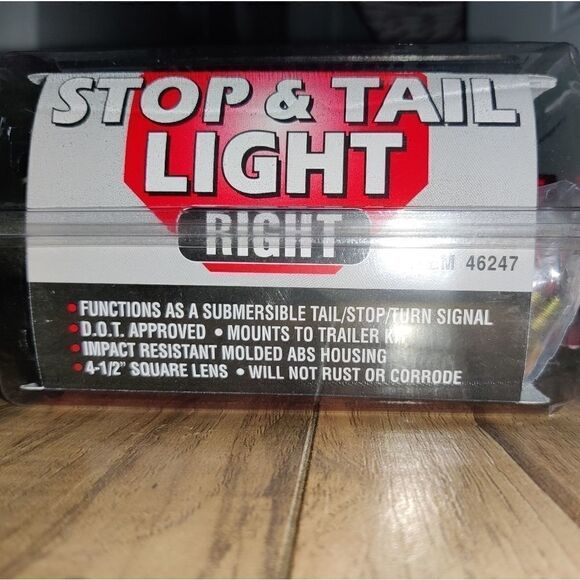 STOP & TAIL
LIGHT
RIGHT
46247
• FUNCTIONS AS A SUBMERSIBLE TAIL/STOP/TURN SIGNAL
• D.O.T. APPROVED • MOUNTS TO TRAILER
• IMPACT RESISTANT MOLDED ABS HOUSING
• 4-1/2" SQUARE LENS • WILL NOT RUST OR CORRODE